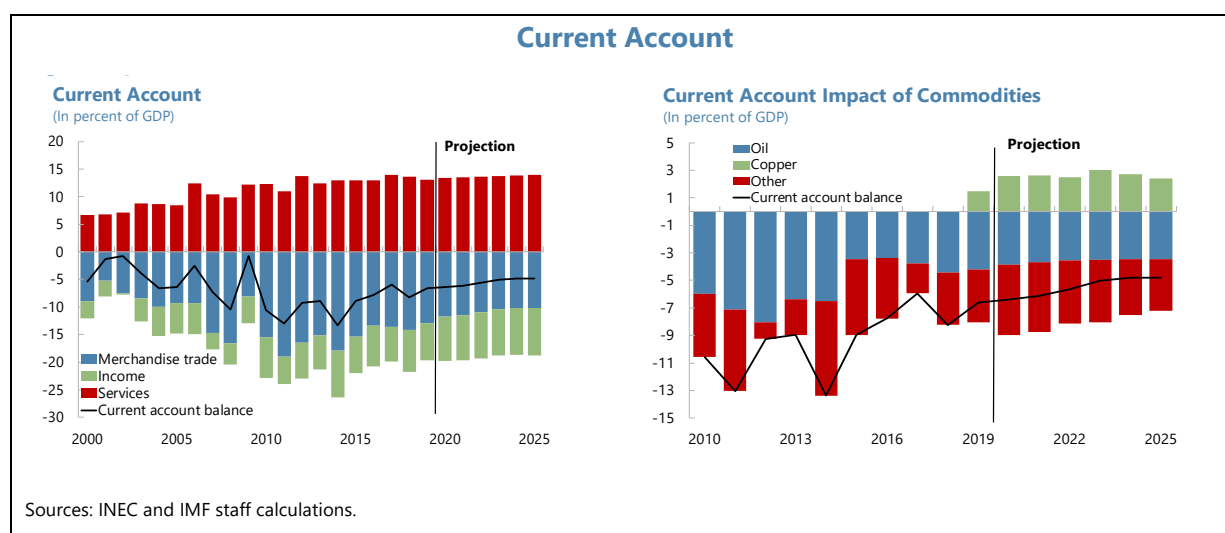 Current Account
Current Account
(In percent of GDP)
20
15
10
5
0
-5
-10
-15
-20
-25
-30
Projection
Merchandise trade
Income
Services
Current account balance
2000 2005 2010 2015 2020 2025
Current Account Impact of Commodities
(In percent of GDP)
5
3
1
-1
-3
-5
-7
-9
-11
-13
-15
Oil
Copper
Other
Current account balance
Projection
2010 2013 2016 2019 2022 2025
Sources: INEC and IMF staff calculations.